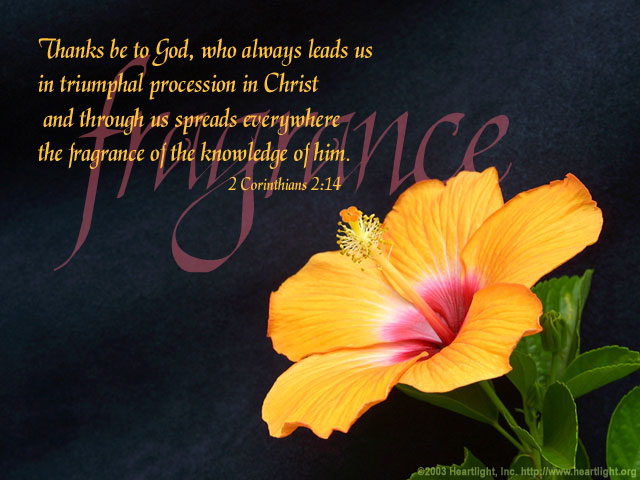 Thanks be to God, who always leads us
in triumphal procession in Christ
and through us spreads everywhere
the fragrance of the knowledge of him.
2 Corinthians 2:14
fragrance
©2003 Heartlight, Inc. http://www.heartlight.org